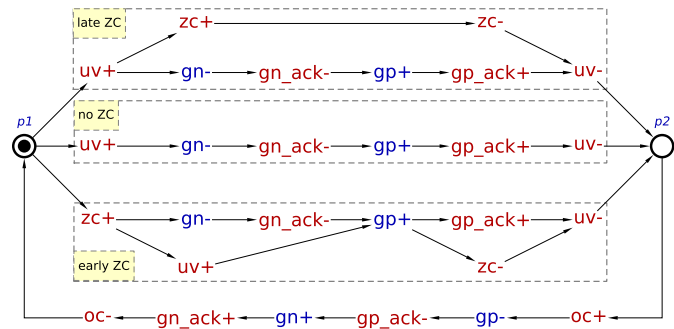 late ZC
zc+ zc-
uv+ gn- gn_ack- gp+ gp_ack+ uv-
p1 p2
no ZC
uv+ gn- gn_ack- gp+ gp_ack+ uv-
zc+ gn- gn_ack- gp+ gp_ack+ uv-
early ZC
uv+ zc-
oc- gn_ack+ gn+ gp_ack- gp- oc+